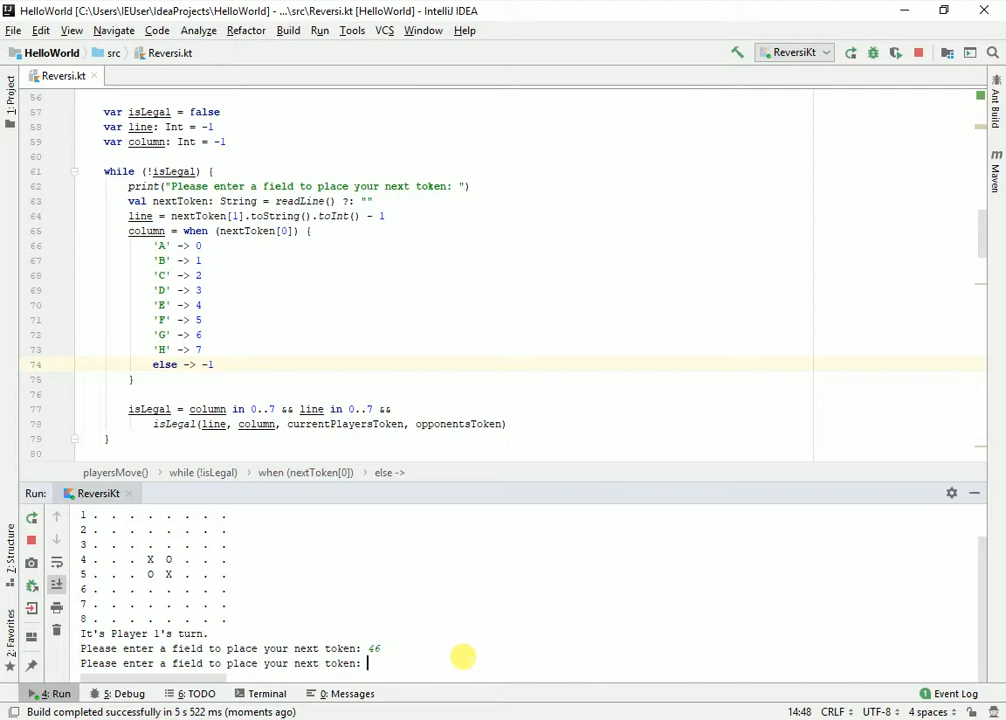 HelloWorld [C:\Users\IEUser\IdeaProjects\HelloWorld] - ...\src\Reversi.kt [HelloWorld] - IntelliJ IDEA
File Edit View Navigate Code Analyze Refactor Build Run Tools VCS Window Help
HelloWorld src Reversi.kt ReversiKt
Reversi.kt
1: Project
Ant Build
Maven
56
57 var isLegal = false
58 var line: Int = -1
59 var column: Int = -1
60
61 while (!isLegal) {
62 print("Please enter a field to place your next token: ")
63 val nextToken: String = readLine() ?: ""
64 line = nextToken[1].toString().toInt() - 1
65 column = when (nextToken[0]) {
66 'A' -> 0
67 'B' -> 1
68 'C' -> 2
69 'D' -> 3
70 'E' -> 4
71 'F' -> 5
72 'G' -> 6
73 'H' -> 7
74 else -> -1
75 }
76
77 isLegal = column in 0..7 && line in 0..7 &&
78 isLegal(line, column, currentPlayersToken, opponentsToken)
79 }
80
playersMove() › while (!isLegal) › when (nextToken[0]) › else ->
Run: ReversiKt
7: Structure
2: Favorites
1 . . . . . . . .
2 . . . . . . . .
3 . . . . . . . .
4 . . . X O . . .
5 . . . O X . . .
6 . . . . . . . .
7 . . . . . . . .
8 . . . . . . . .
It's Player 1's turn.
Please enter a field to place your next token: 46
Please enter a field to place your next token:
4: Run 5: Debug 6: TODO Terminal 0: Messages Event Log
Build completed successfully in 5 s 522 ms (moments ago) 14:48 CRLF UTF-8 4 spaces